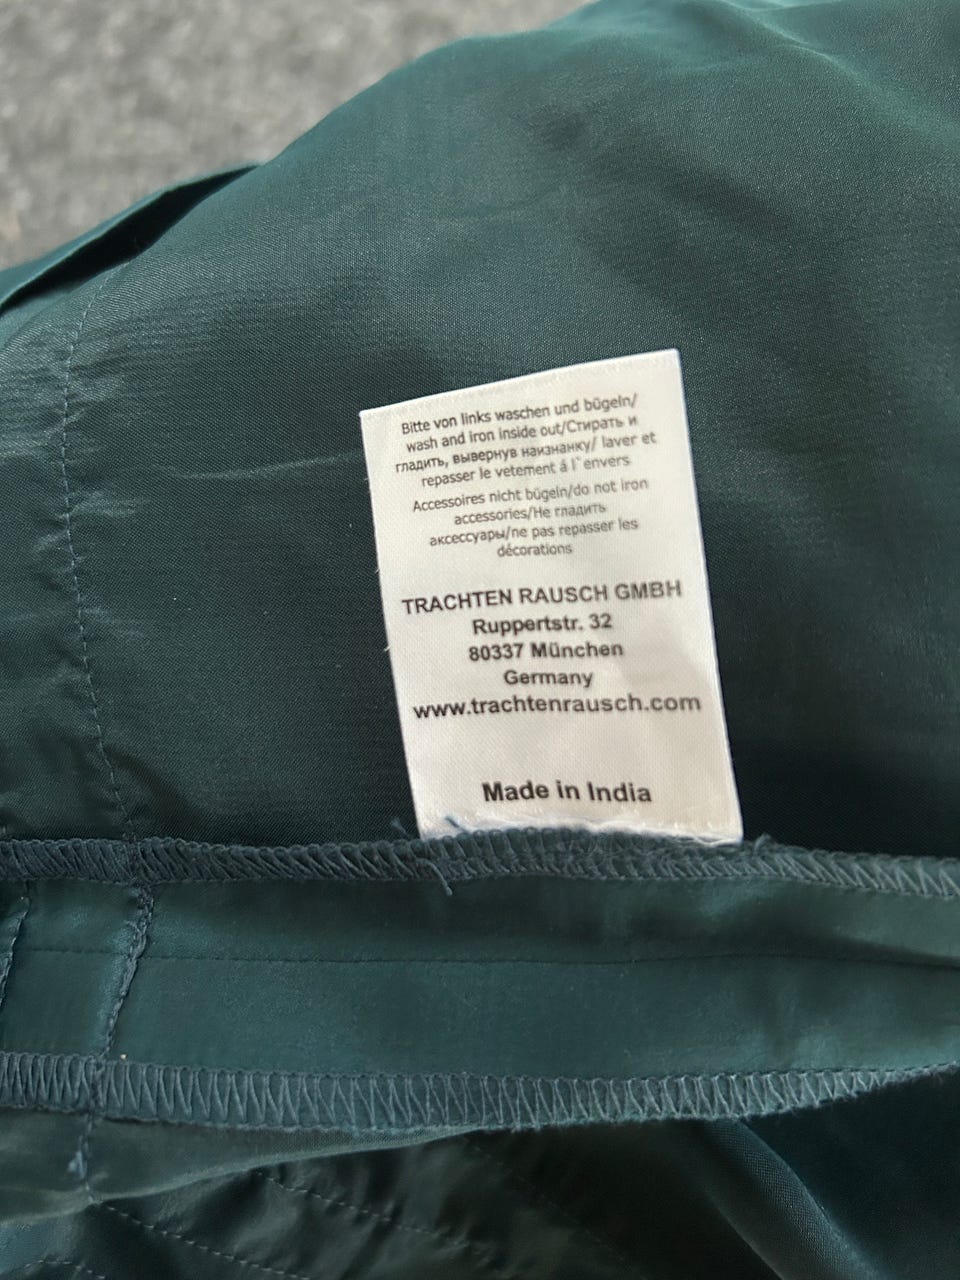 Bitte von links waschen und bügeln/
wash and iron inside out/Стирать и
гладить, вывернув наизнанку/ laver et
repasser le vetement á l`envers
Accessoires nicht bügeln/do not iron
accessories/Не гладить
аксессуары/ne pas repasser les
décorations
TRACHTEN RAUSCH GMBH
Ruppertstr. 32
80337 München
Germany
www.trachtenrausch.com
Made in India